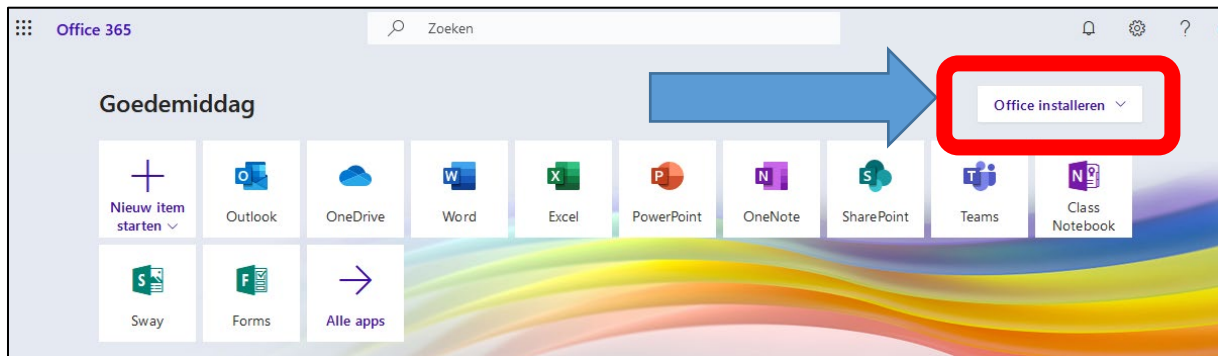 Office 365
Zoeken
?
Goedemiddag
Office installeren
Nieuw item
starten
Outlook
OneDrive
Word
Excel
PowerPoint
OneNote
SharePoint
Teams
Class
Notebook
Sway
Forms
Alle apps